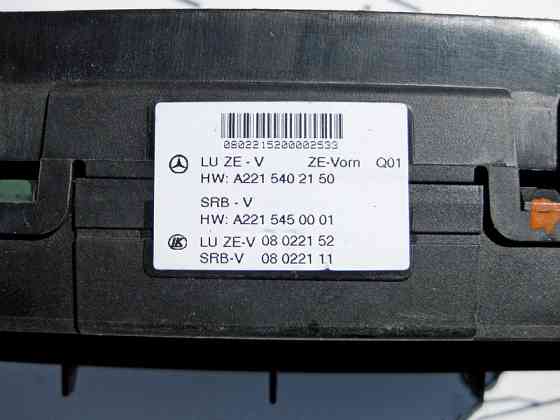 0802215200002533
LU ZE - V ZE-Vorn Q01
HW: A221 540 21 50
SRB - V
HW: A221 545 00 01
LK LU ZE-V 08 0221 52
SRB-V 08 0221 11